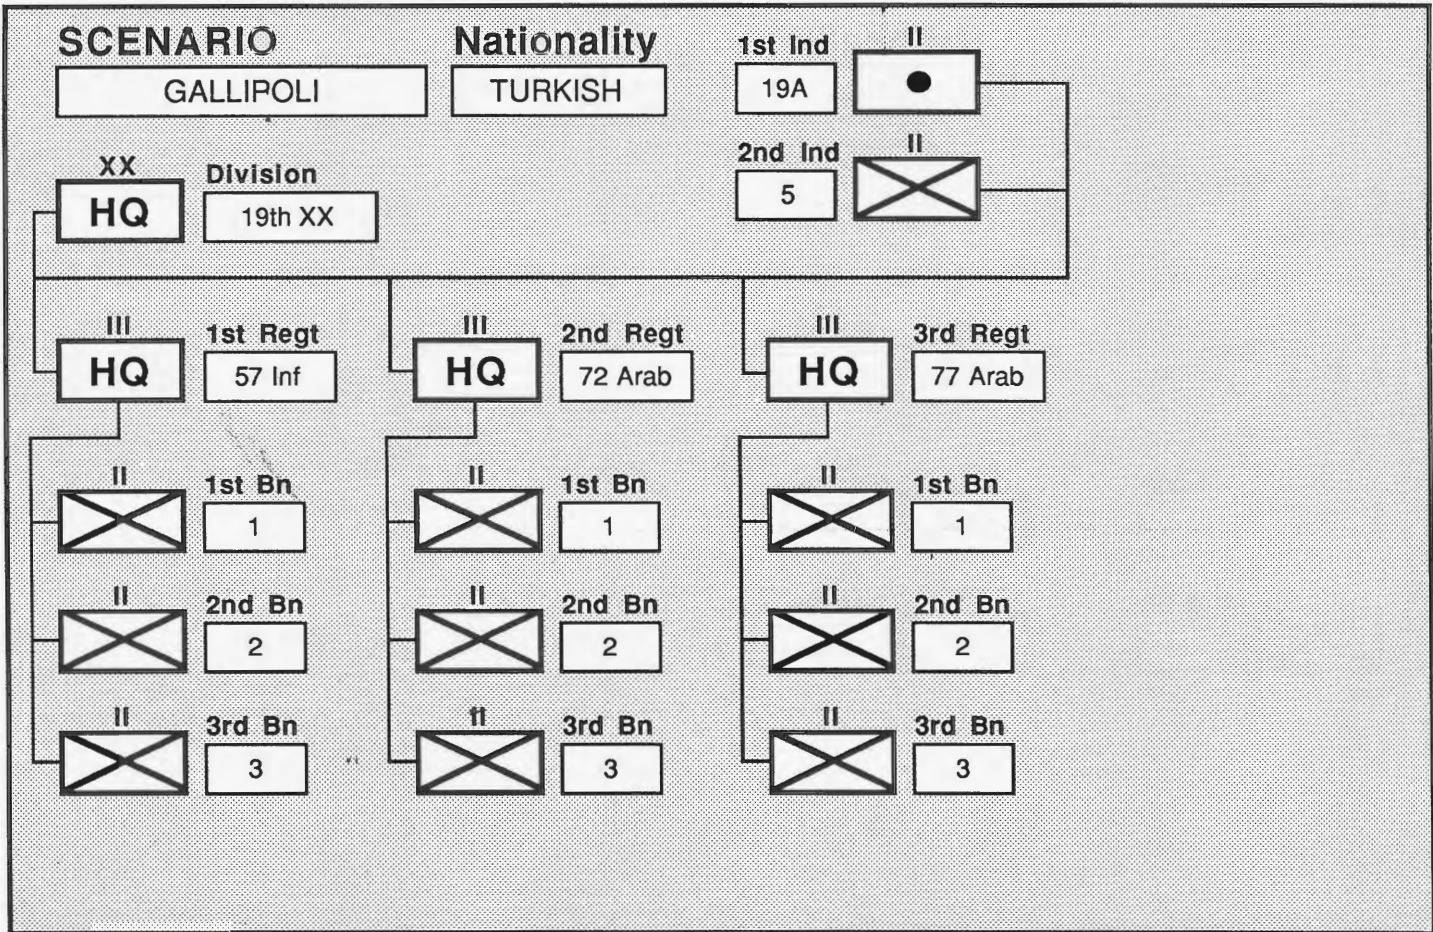 SCENARIO Nationality 1st Ind II
GALLIPOLI TURKISH 19A
XX Division 2nd Ind II
HQ 19th XX 5
III 1st Regt III 2nd Regt III 3rd Regt
HQ 57 Inf HQ 72 Arab HQ 77 Arab
II 1st Bn II 1st Bn II 1st Bn
1 1 1
II 2nd Bn II 2nd Bn II 2nd Bn
2 2 2
II 3rd Bn II 3rd Bn II 3rd Bn
3 3 3